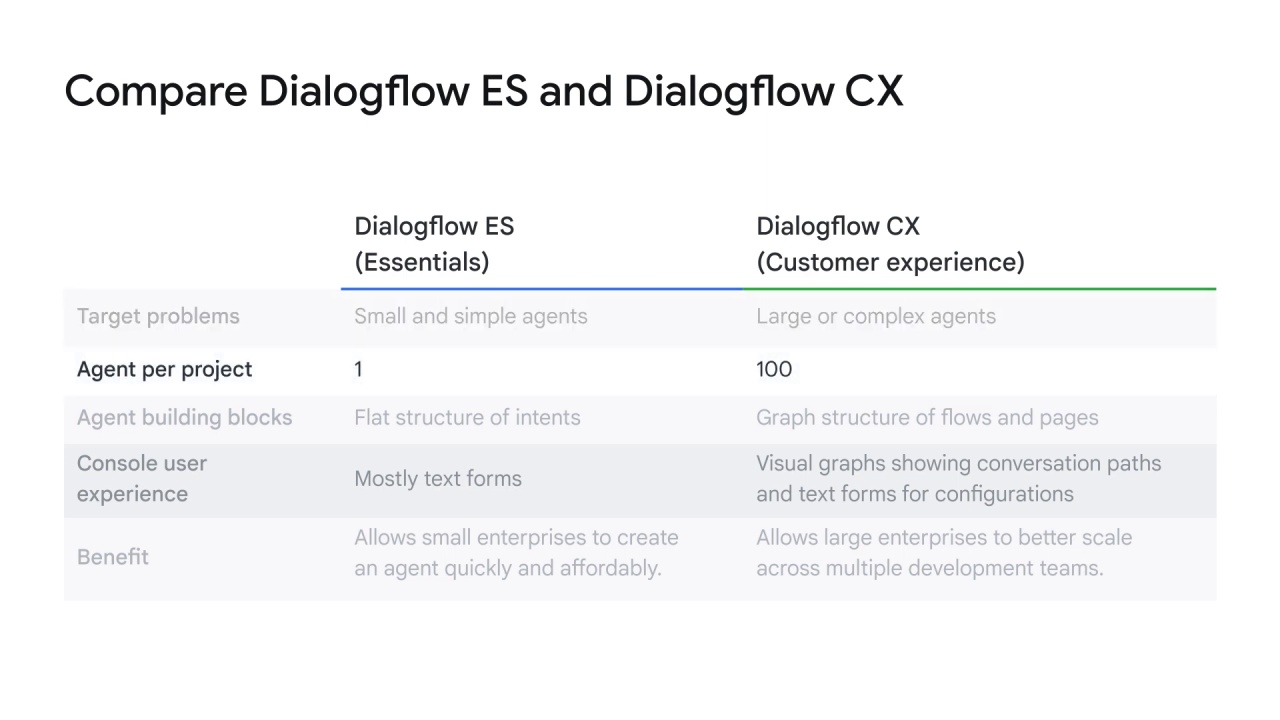 Compare Dialogflow ES and Dialogflow CX
Dialogflow ES
(Essentials)
Dialogflow CX
(Customer experience)
Target problems
Small and simple agents
Large or complex agents
Agent per project
1
100
Agent building blocks
Flat structure of intents
Graph structure of flows and pages
Console user
experience
Mostly text forms
Visual graphs showing conversation paths
and text forms for configurations
Benefit
Allows small enterprises to create
an agent quickly and affordably.
Allows large enterprises to better scale
across multiple development teams.